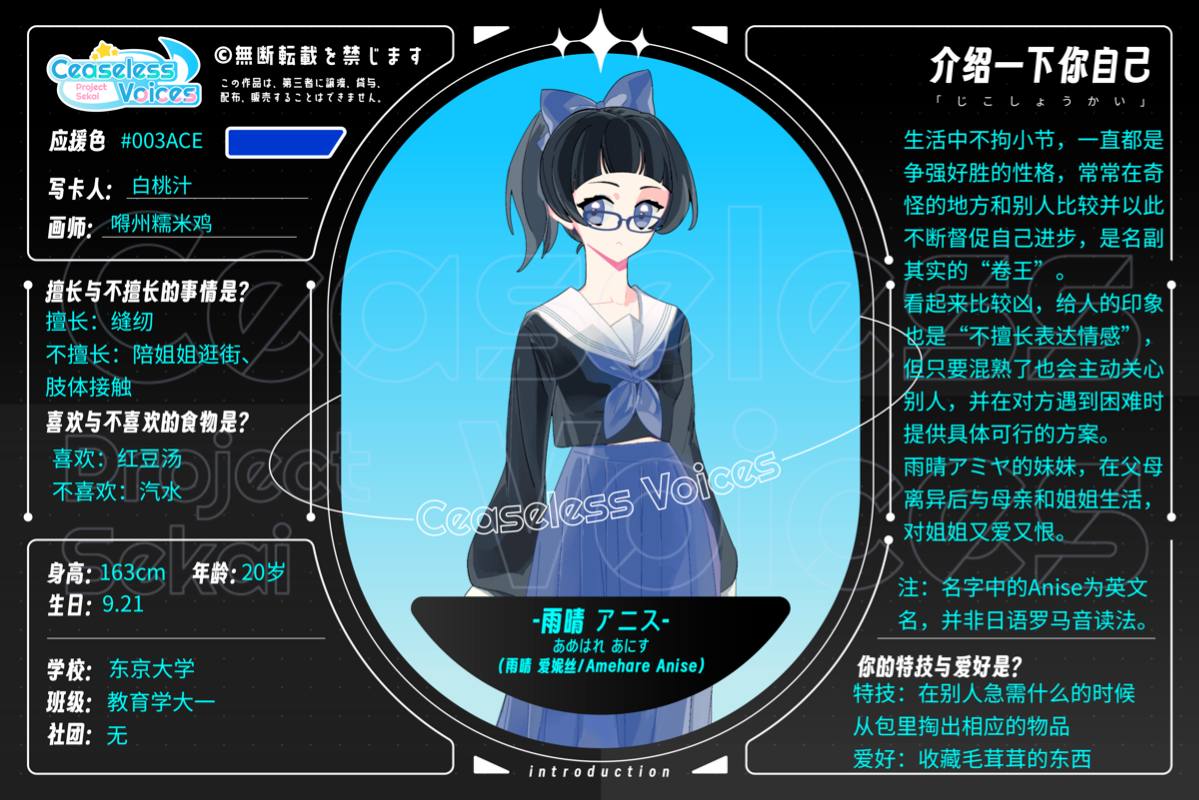 Ceaseless
Project
Sekai
Voices
©無断転載を禁じます
この作品は、第三者に譲渡、貸与、
配布、販売することはできません。
应援色 #003ACE
写卡人：白桃汁
画师：嘚州糯米鸡
擅长与不擅长的事情是？
擅长：缝纫
不擅长：陪姐姐逛街、
肢体接触
喜欢与不喜欢的食物是？
喜欢：红豆汤
不喜欢：汽水
身高：163cm 年龄：20岁
生日：9.21
学校：东京大学
班级：教育学大一
社团：无
Ceaseless Voices
-雨晴 アニス-
あめはれ あにす
（雨晴 爱妮丝/Amehare Anise）
introduction
介绍一下你自己
「じこしょうかい」
生活中不拘小节，一直都是
争强好胜的性格，常常在奇
怪的地方和别人比较并以此
不断督促自己进步，是名副
其实的“卷王”。
看起来比较凶，给人的印象
也是“不擅长表达情感”，
但只要混熟了也会主动关心
别人，并在对方遇到困难时
提供具体可行的方案。
雨晴アミヤ的妹妹，在父母
离异后与母亲和姐姐生活，
对姐姐又爱又恨。
注：名字中的Anise为英文
名，并非日语罗马音读法。
你的特技与爱好是？
特技：在别人急需什么的时候
从包里掏出相应的物品
爱好：收藏毛茸茸的东西
Ceaseless
Project
Sekai
Voices